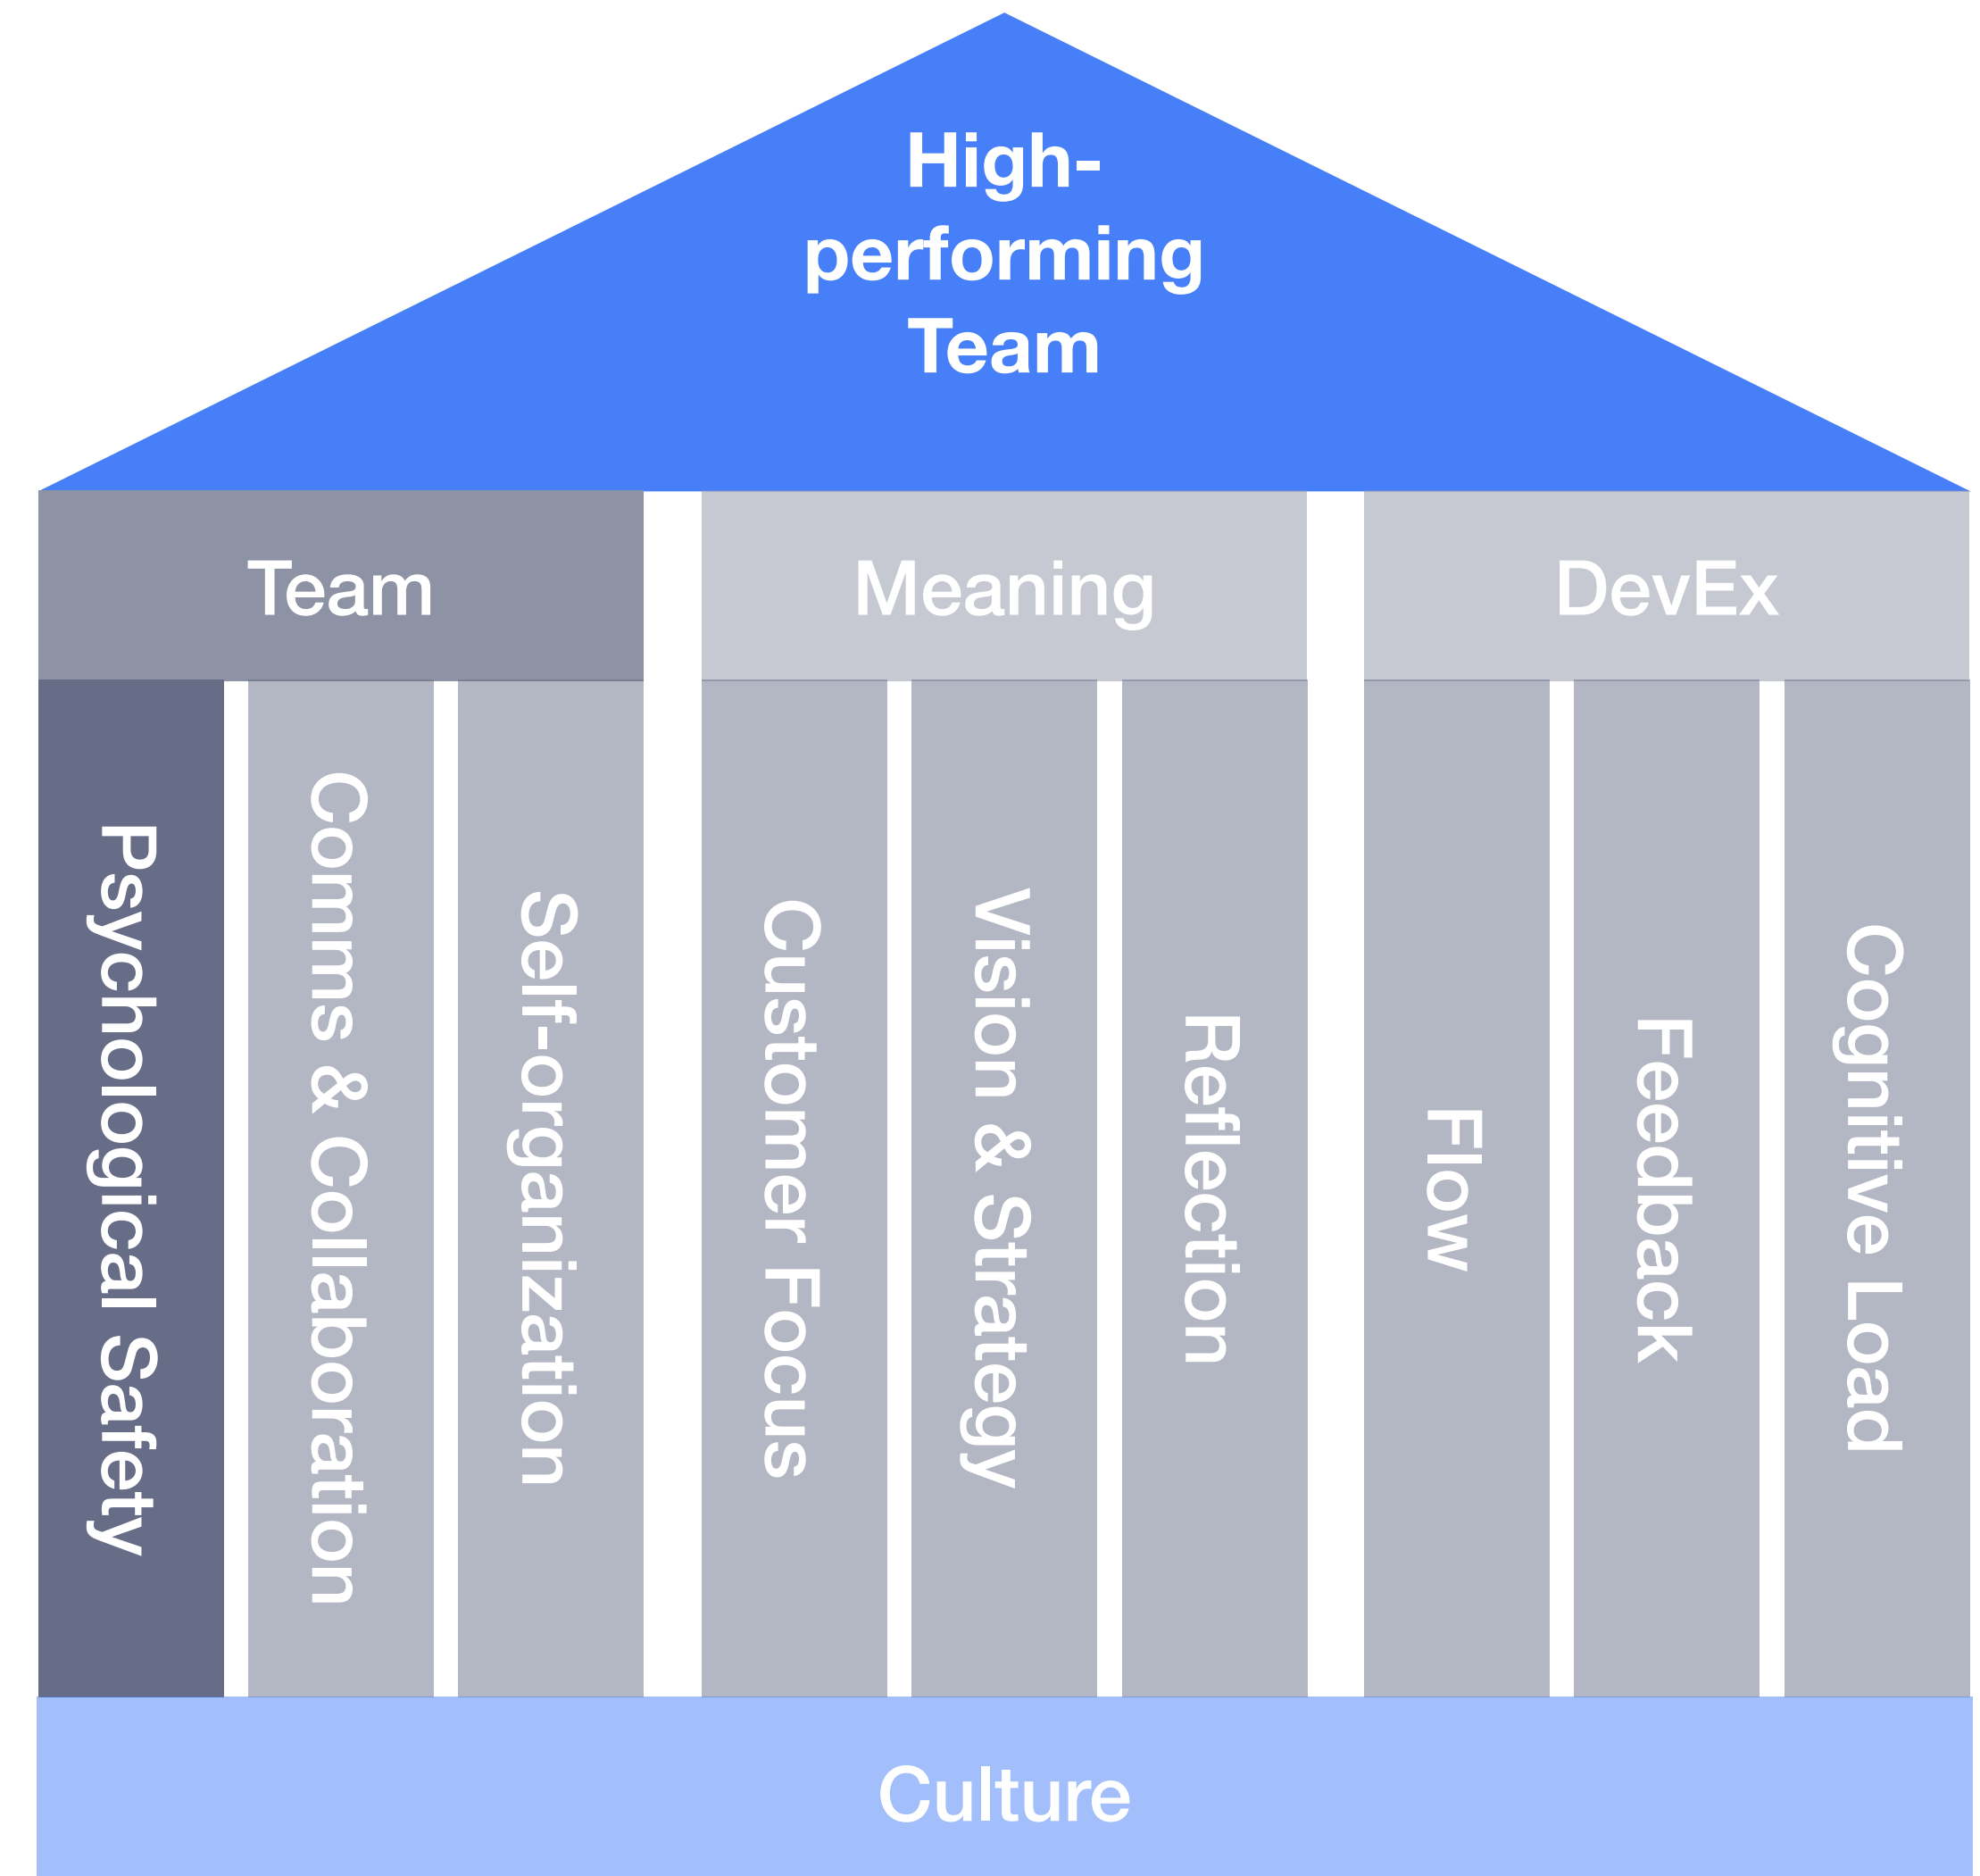 High-
performing
Team
Team
Meaning
DevEx
Psychological Safety
Comms & Collaboration
Self-organization
Customer Focus
Vision & Strategy
Reflection
Flow
Feedback
Cognitive Load
Culture